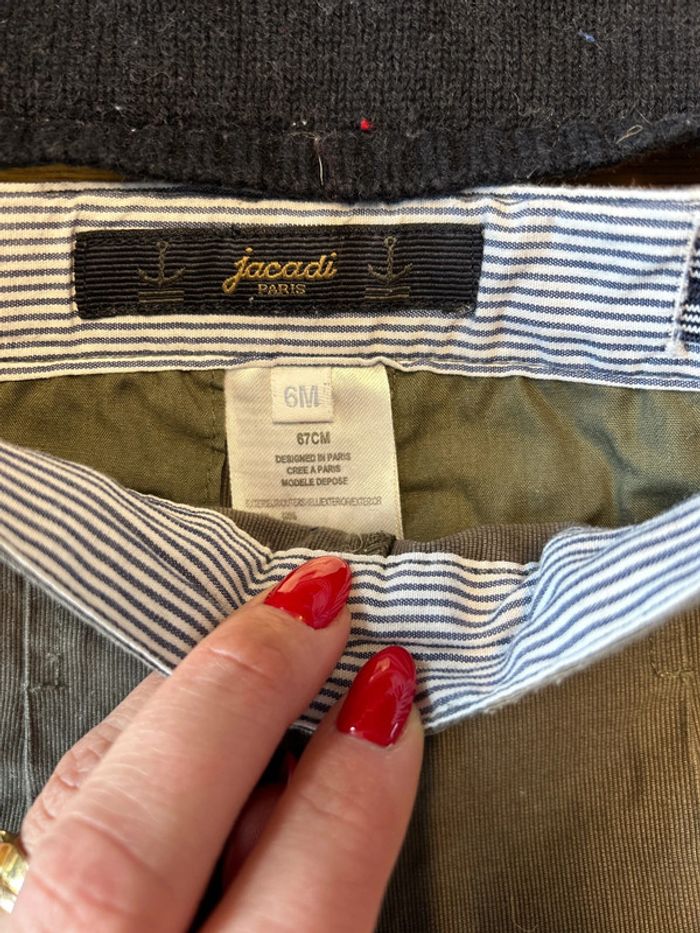 jacadi
PARIS
6M
67CM
DESIGNED IN PARIS
CREE A PARIS
MODELE DEPOSE